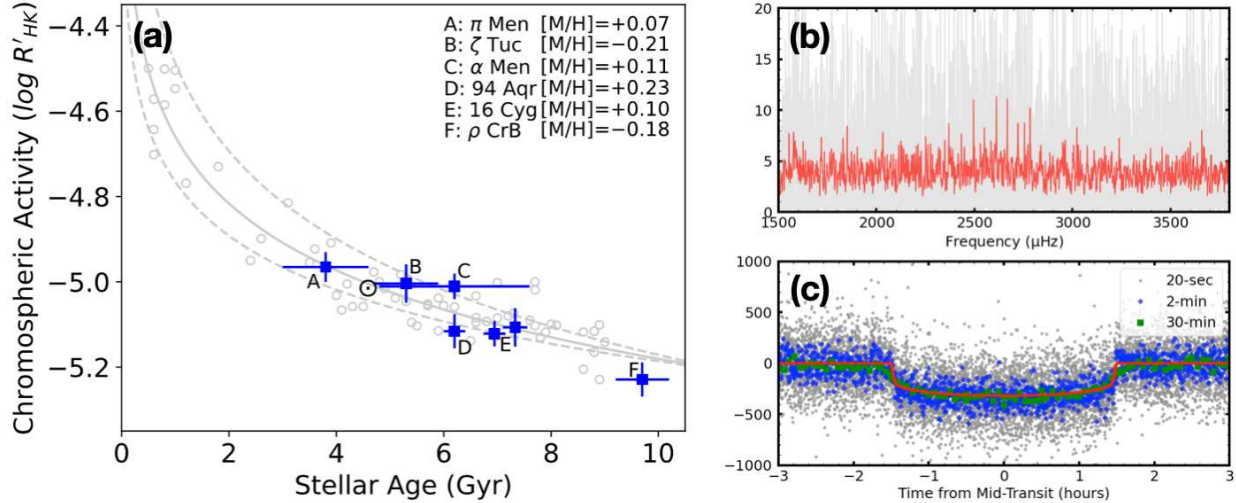 (a)
A: π Men [M/H]=+0.07
B: ζ Tuc [M/H]=−0.21
C: α Men [M/H]=+0.11
D: 94 Aqr [M/H]=+0.23
E: 16 Cyg [M/H]=+0.10
F: ρ CrB [M/H]=−0.18
Chromospheric Activity (log R′HK)
−4.4
−4.6
−4.8
−5.0
−5.2
A
B
C
D
E
F
0
2
4
6
8
10
Stellar Age (Gyr)
(b)
20
15
10
5
0
1500
2000
2500
3000
3500
Frequency (μHz)
(c)
20-sec
2-min
30-min
1000
500
0
−500
−1000
−3
−2
−1
0
1
2
3
Time from Mid-Transit (hours)